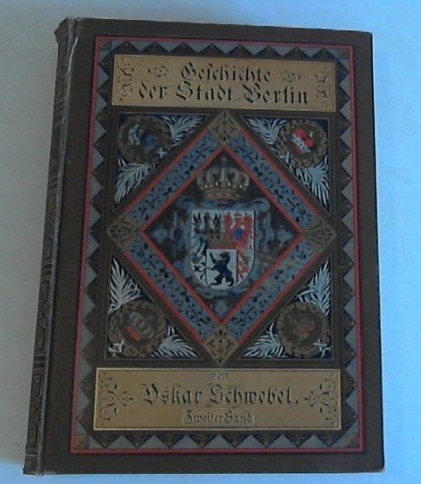 Geschichte
der Stadt Berlin
von
Oskar Schwebel.
Zweiter Band